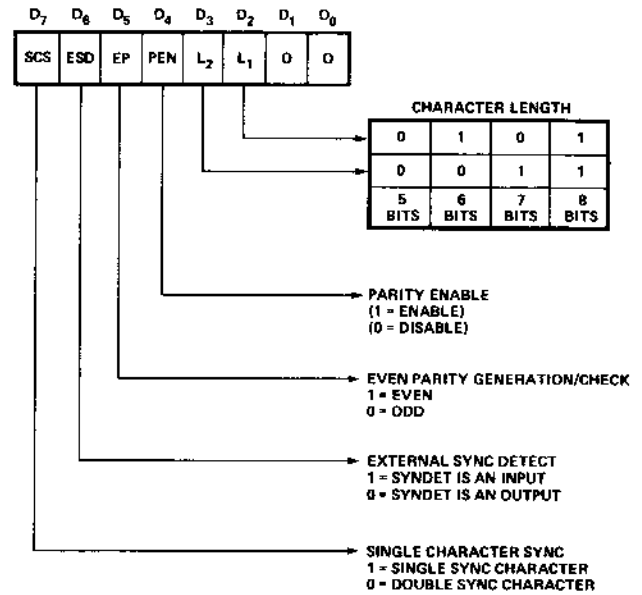 D7 D6 D5 D4 D3 D2 D1 D0
SCS ESD EP PEN L2 L1 0 0
CHARACTER LENGTH
0 1 0 1
0 0 1 1
5 BITS 6 BITS 7 BITS 8 BITS
PARITY ENABLE
(1 = ENABLE)
(0 = DISABLE)
EVEN PARITY GENERATION/CHECK
1 = EVEN
0 = ODD
EXTERNAL SYNC DETECT
1 = SYNDET IS AN INPUT
0 = SYNDET IS AN OUTPUT
SINGLE CHARACTER SYNC
1 = SINGLE SYNC CHARACTER
0 = DOUBLE SYNC CHARACTER